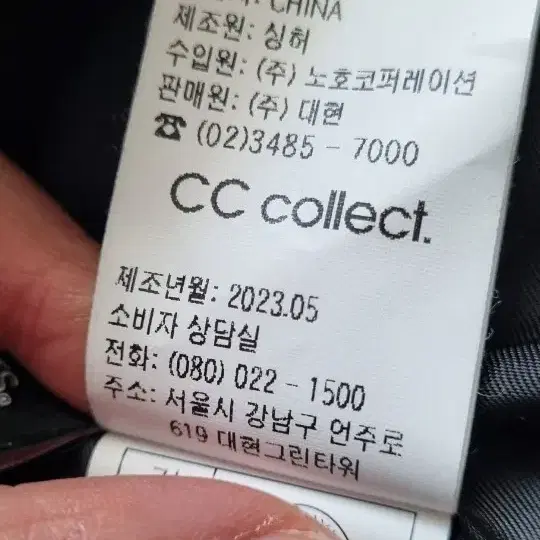 CHINA
제조원: 싱허
수입원: (주) 노호코퍼레이션
판매원: (주) 대현
☎ (02)3485-7000
CC collect.
제조년월: 2023.05
소비자 상담실
전화: (080) 022-1500
주소: 서울시 강남구 언주로
619 대현그린타워